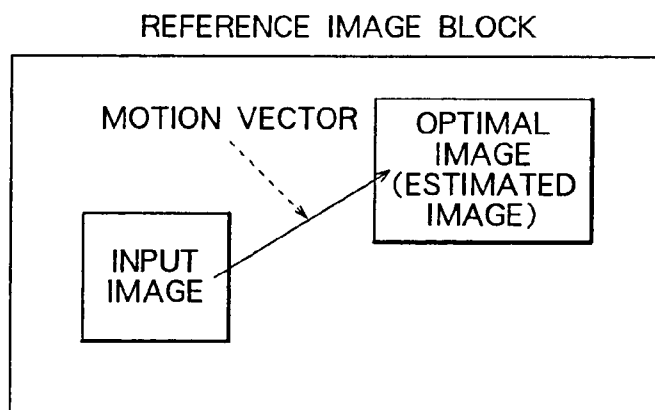 REFERENCE IMAGE BLOCK
MOTION VECTOR
OPTIMAL
IMAGE
(ESTIMATED
IMAGE)
INPUT
IMAGE